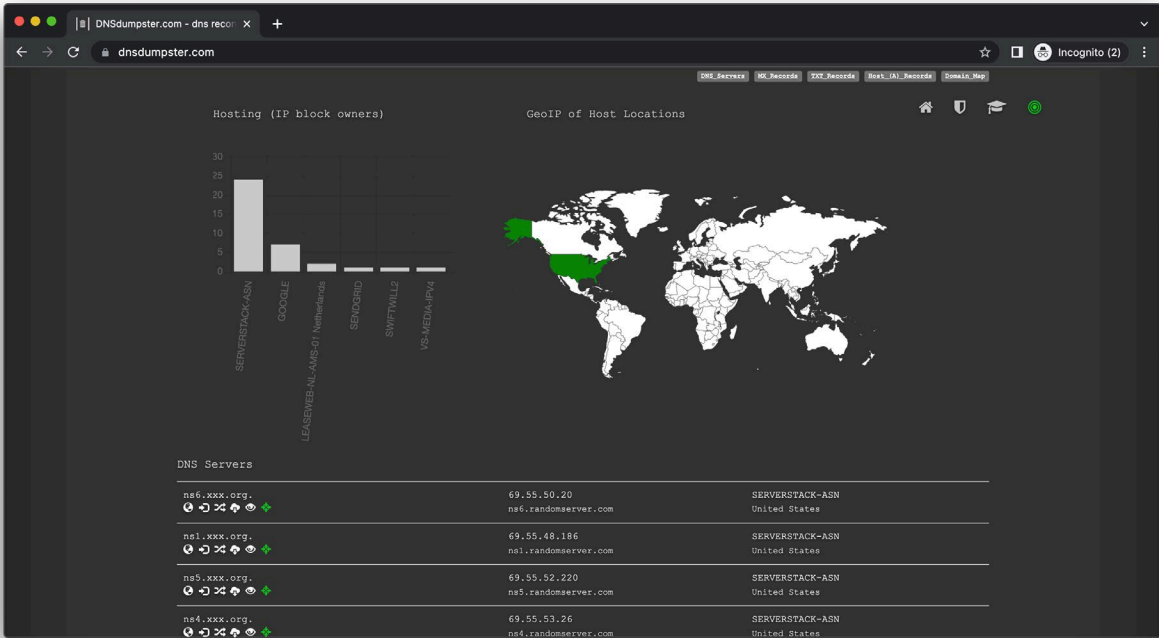 DNSdumpster.com - dns recor
dnsdumpster.com
Incognito (2)
DNS_Servers MX_Records TXT_Records Host_(A)_Records Domain_Map
Hosting (IP block owners)
GeoIP of Host Locations
30
25
20
15
10
5
0
SERVERSTACK-ASN
GOOGLE
LEASEWEB-NL-AMS-01 Netherlands
SENDGRID
SWIFTWILL2
VS-MEDIA-IPV4
DNS Servers
ns6.xxx.org. 69.55.50.20 SERVERSTACK-ASN
ns6.randomserver.com United States
ns1.xxx.org. 69.55.48.186 SERVERSTACK-ASN
ns1.randomserver.com United States
ns5.xxx.org. 69.55.52.220 SERVERSTACK-ASN
ns5.randomserver.com United States
ns4.xxx.org. 69.55.53.26 SERVERSTACK-ASN
ns4.randomserver.com United States